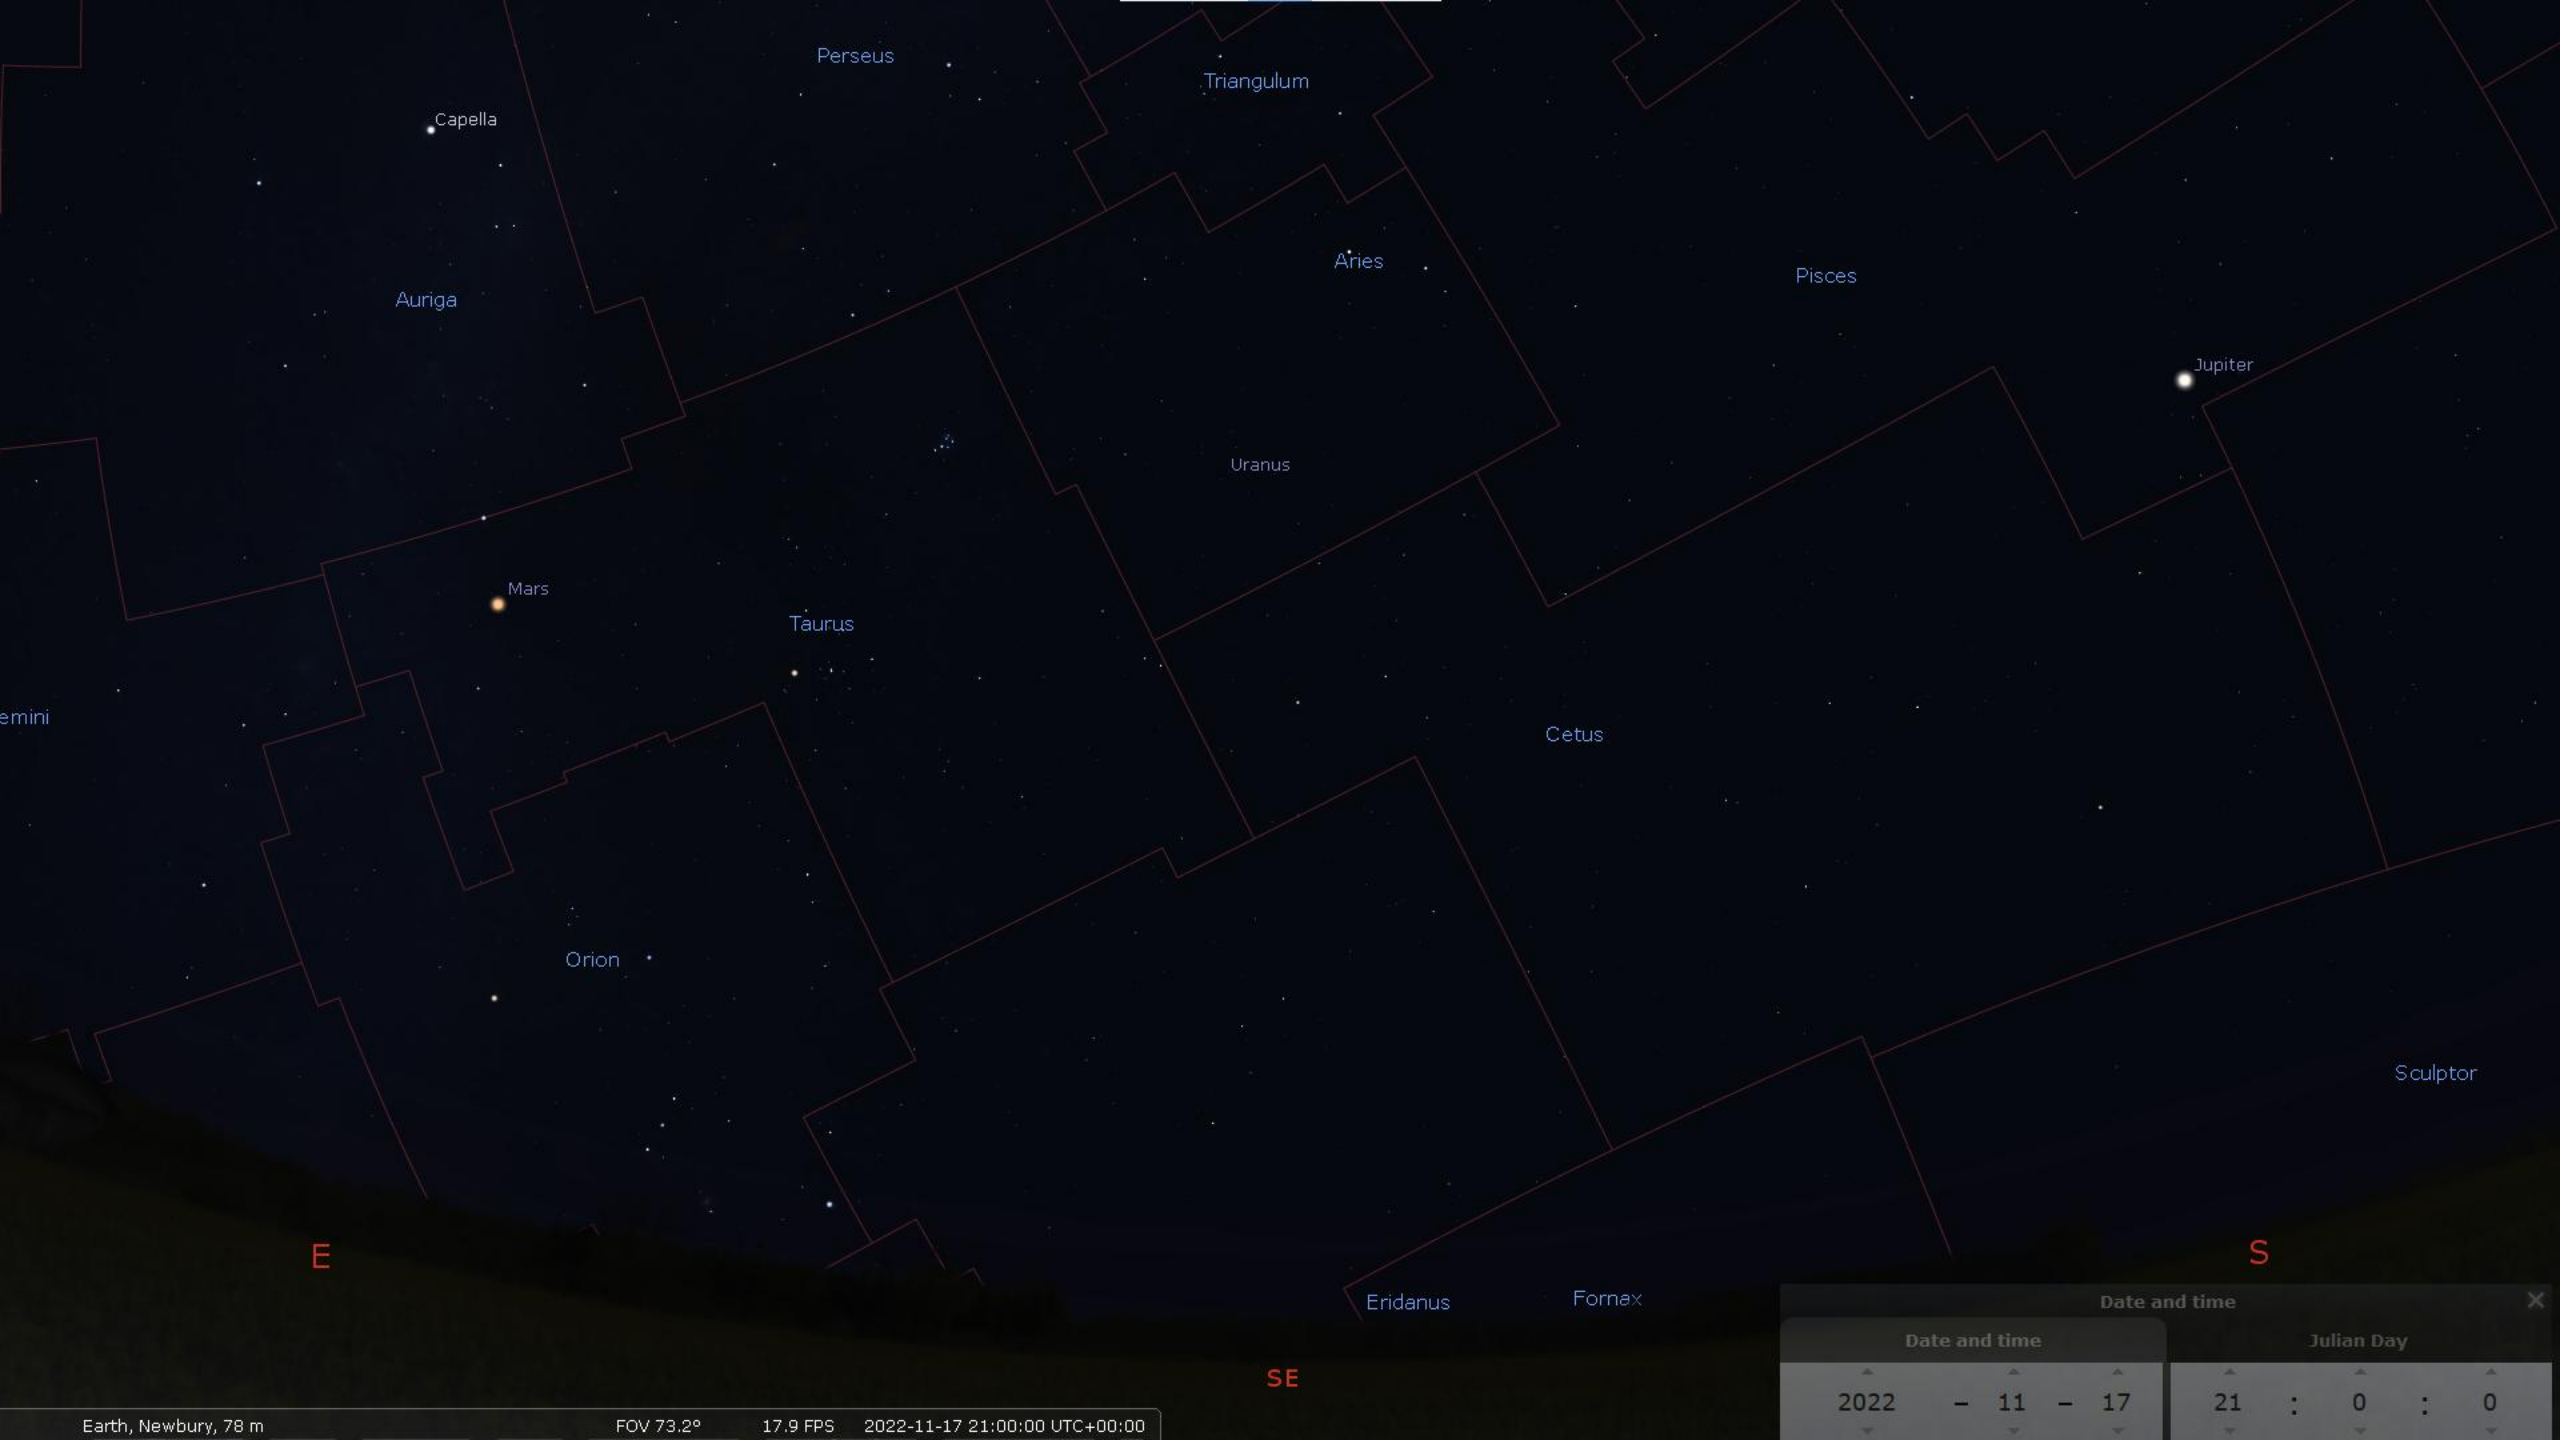 Perseus
Triangulum
Capella
Aries
Pisces
Auriga
Jupiter
Uranus
Mars
Taurus
emini
Cetus
Orion
Sculptor
E
S
Eridanus
Fornax
SE
Date and time
Date and time Julian Day
2022 - 11 - 17 21 : 0 : 0
Earth, Newbury, 78 m FOV 73.2° 17.9 FPS 2022-11-17 21:00:00 UTC+00:00